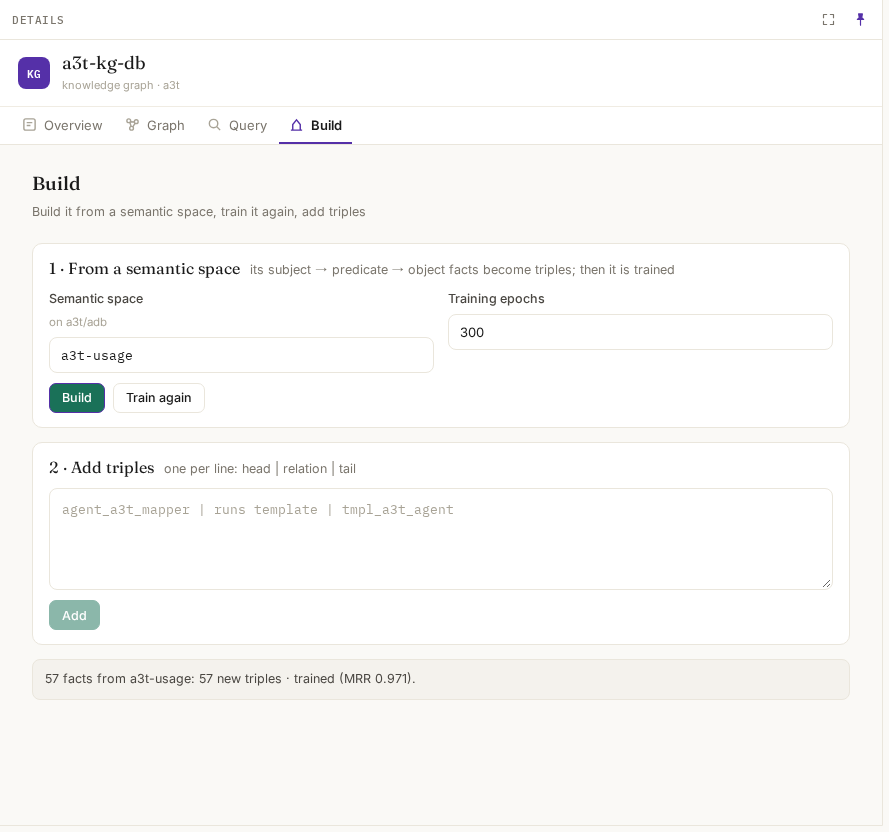 DETAILS
KG
a3t-kg-db
knowledge graph · a3t
Overview
Graph
Query
Build
Build
Build it from a semantic space, train it again, add triples
1 · From a semantic space its subject → predicate → object facts become triples; then it is trained
Semantic space
Training epochs
on a3t/adb
300
a3t-usage
Build
Train again
2 · Add triples one per line: head | relation | tail
agent_a3t_mapper | runs template | tmpl_a3t_agent
Add
57 facts from a3t-usage: 57 new triples · trained (MRR 0.971).